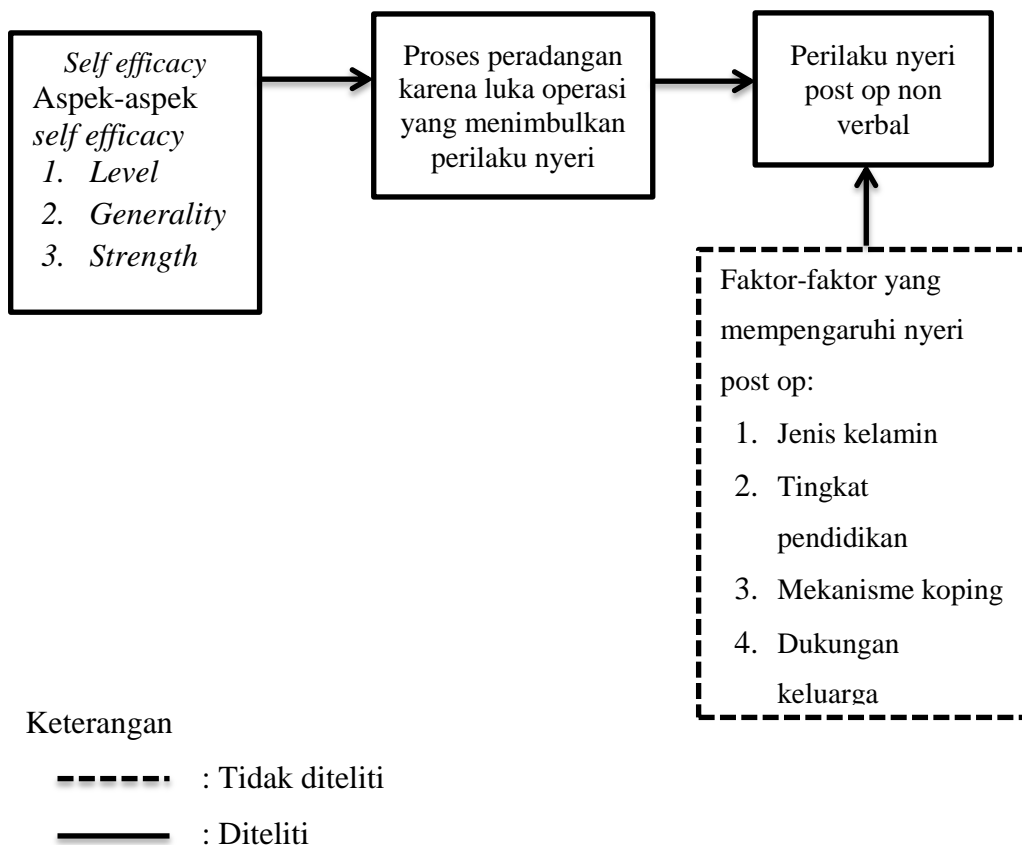 Self efficacy
Aspek-aspek
self efficacy
1. Level
2. Generality
3. Strength
Proses peradangan
karena luka operasi
yang menimbulkan
perilaku nyeri
Perilaku nyeri
post op non
verbal
Faktor-faktor yang
mempengaruhi nyeri
post op:
1. Jenis kelamin
2. Tingkat
pendidikan
3. Mekanisme koping
4. Dukungan
keluarga
Keterangan
: Tidak diteliti
: Diteliti